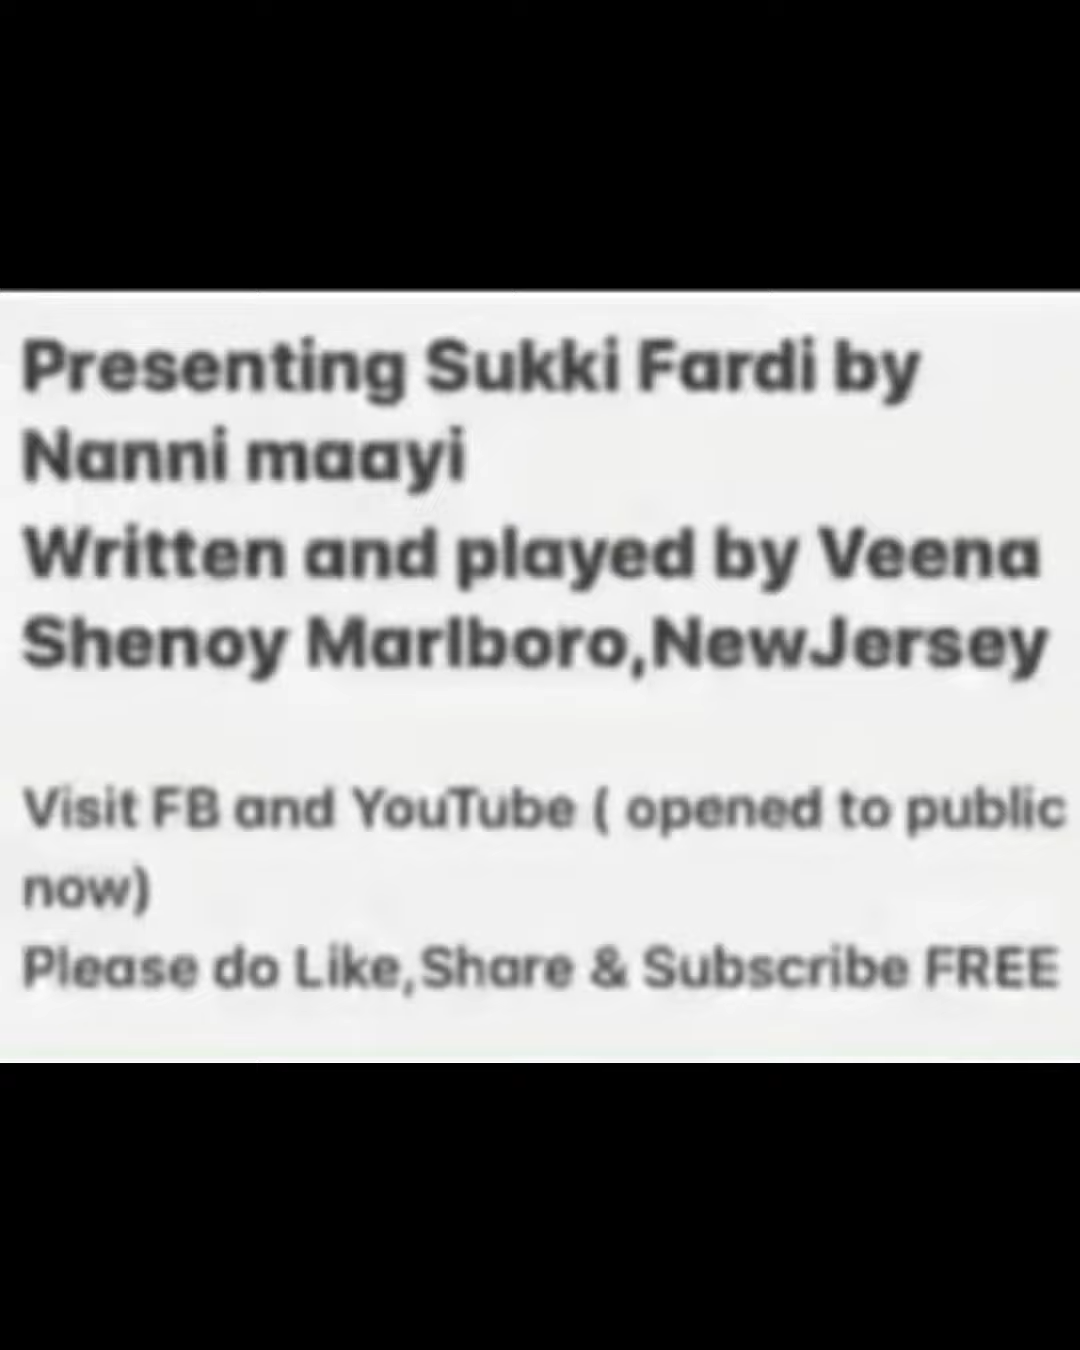 Presenting Sukki Fardi by
Nanni maayi
Written and played by Veena
Shenoy Marlboro,NewJersey
Visit FB and YouTube ( opened to public
now)
Please do Like,Share & Subscribe FREE